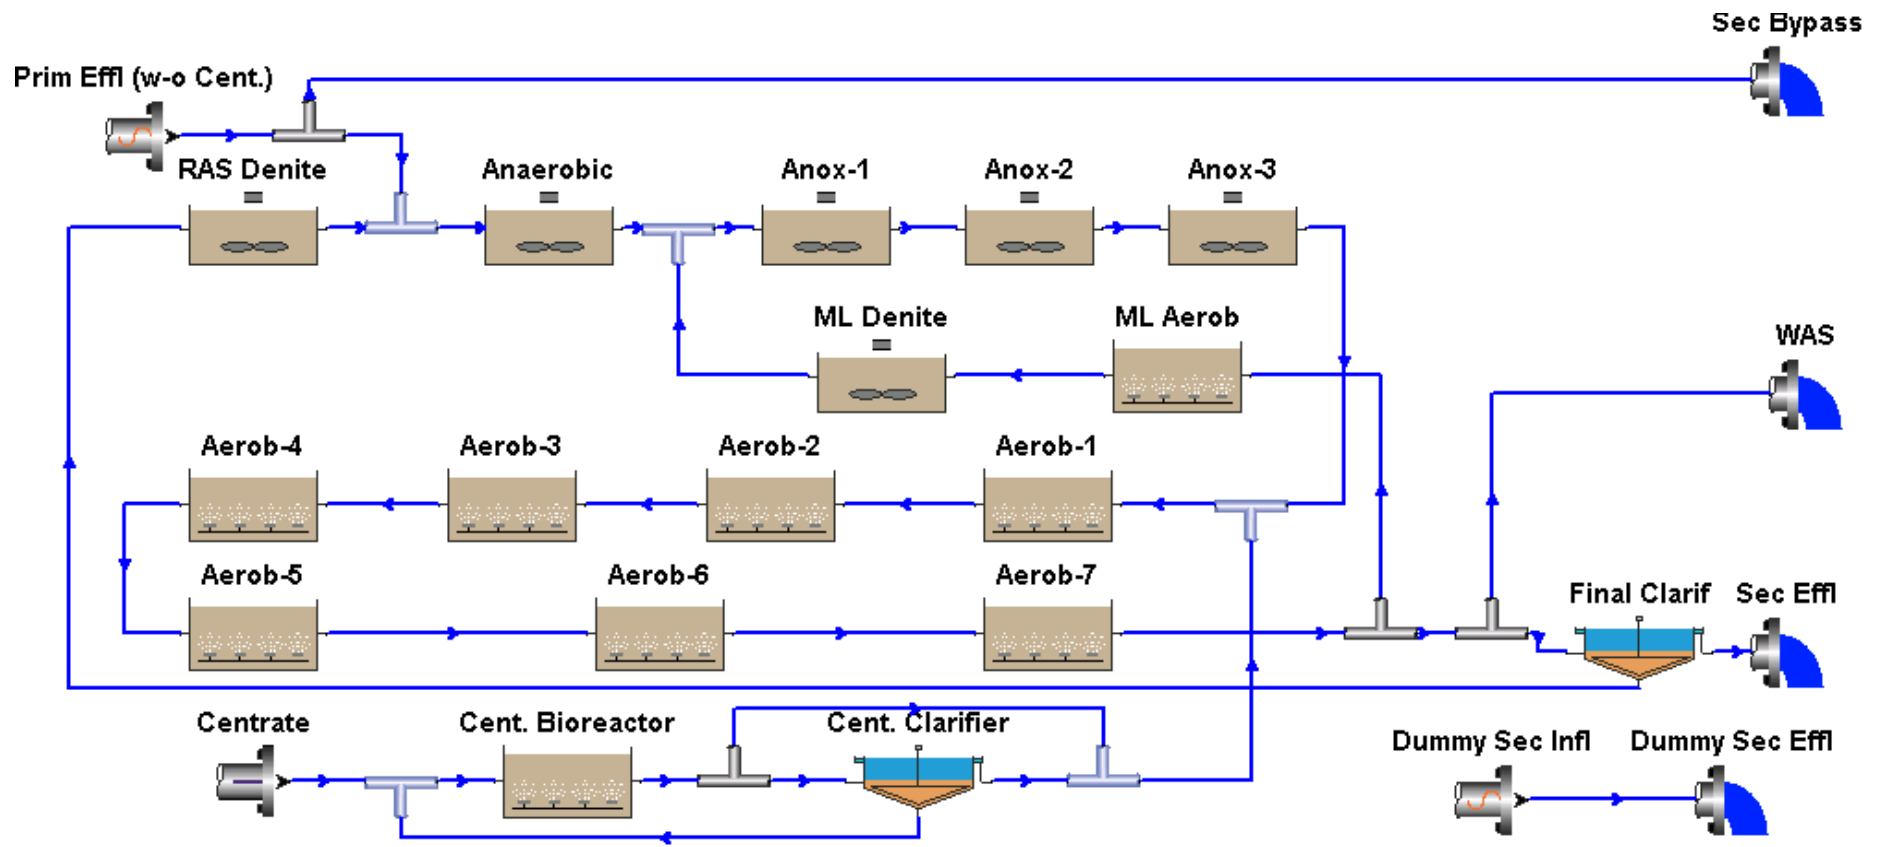 Sec Bypass
Prim Effl (w-o Cent.)
RAS Denite
Anaerobic
Anox-1
Anox-2
Anox-3
ML Denite
ML Aerob
WAS
Aerob-4
Aerob-3
Aerob-2
Aerob-1
Aerob-5
Aerob-6
Aerob-7
Final Clarif
Sec Effl
Centrate
Cent. Bioreactor
Cent. Clarifier
Dummy Sec Infl
Dummy Sec Effl